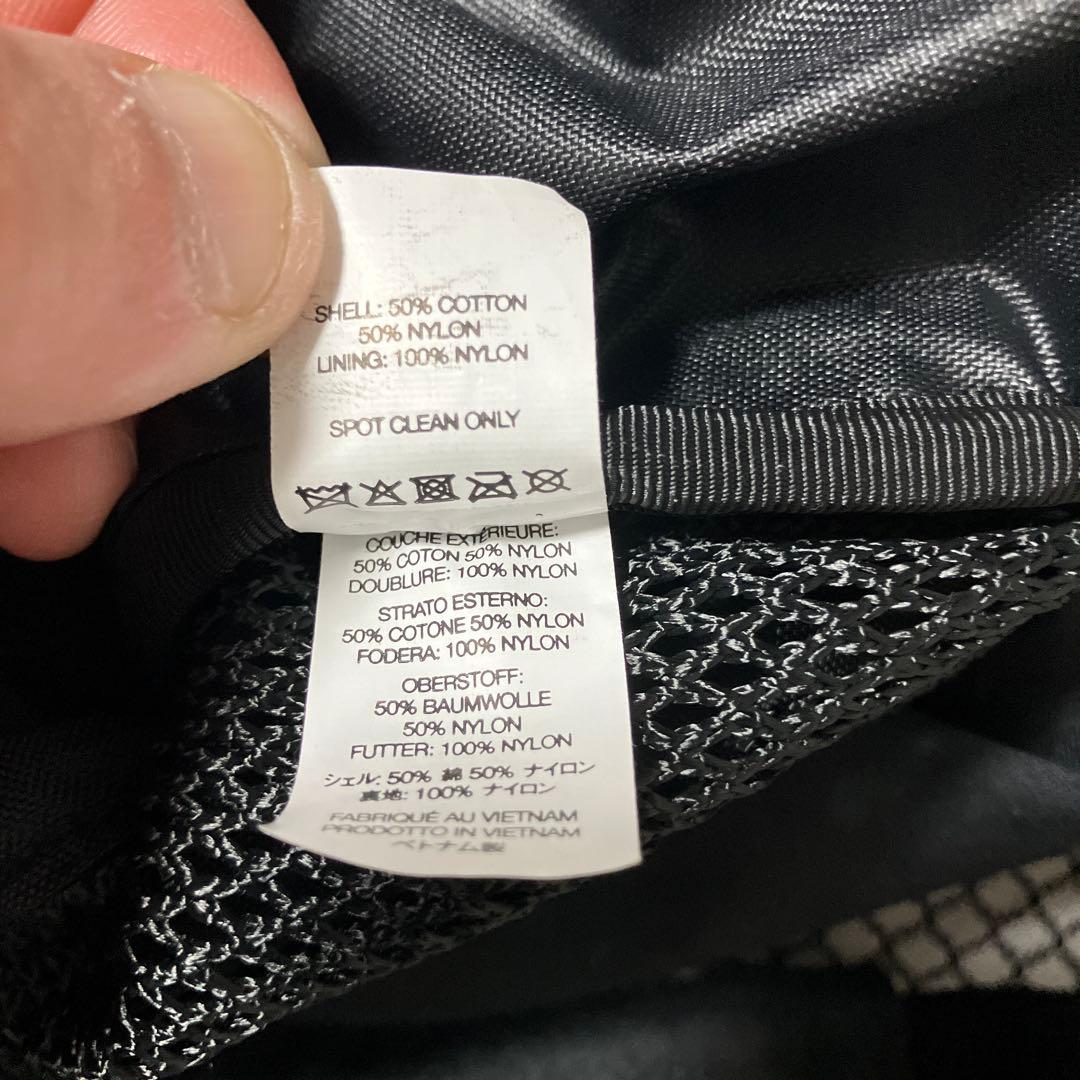 SHELL: 50% COTTON
50% NYLON
LINING: 100% NYLON
SPOT CLEAN ONLY
COUCHE EXTÉRIEURE:
50% COTON 50% NYLON
DOUBLURE: 100% NYLON
STRATO ESTERNO:
50% COTONE 50% NYLON
FODERA: 100% NYLON
OBERSTOFF:
50% BAUMWOLLE
50% NYLON
FUTTER: 100% NYLON
シェル: 50% 綿 50% ナイロン
裏地: 100% ナイロン
FABRIQUÉ AU VIETNAM
PRODOTTO IN VIETNAM
ベトナム製